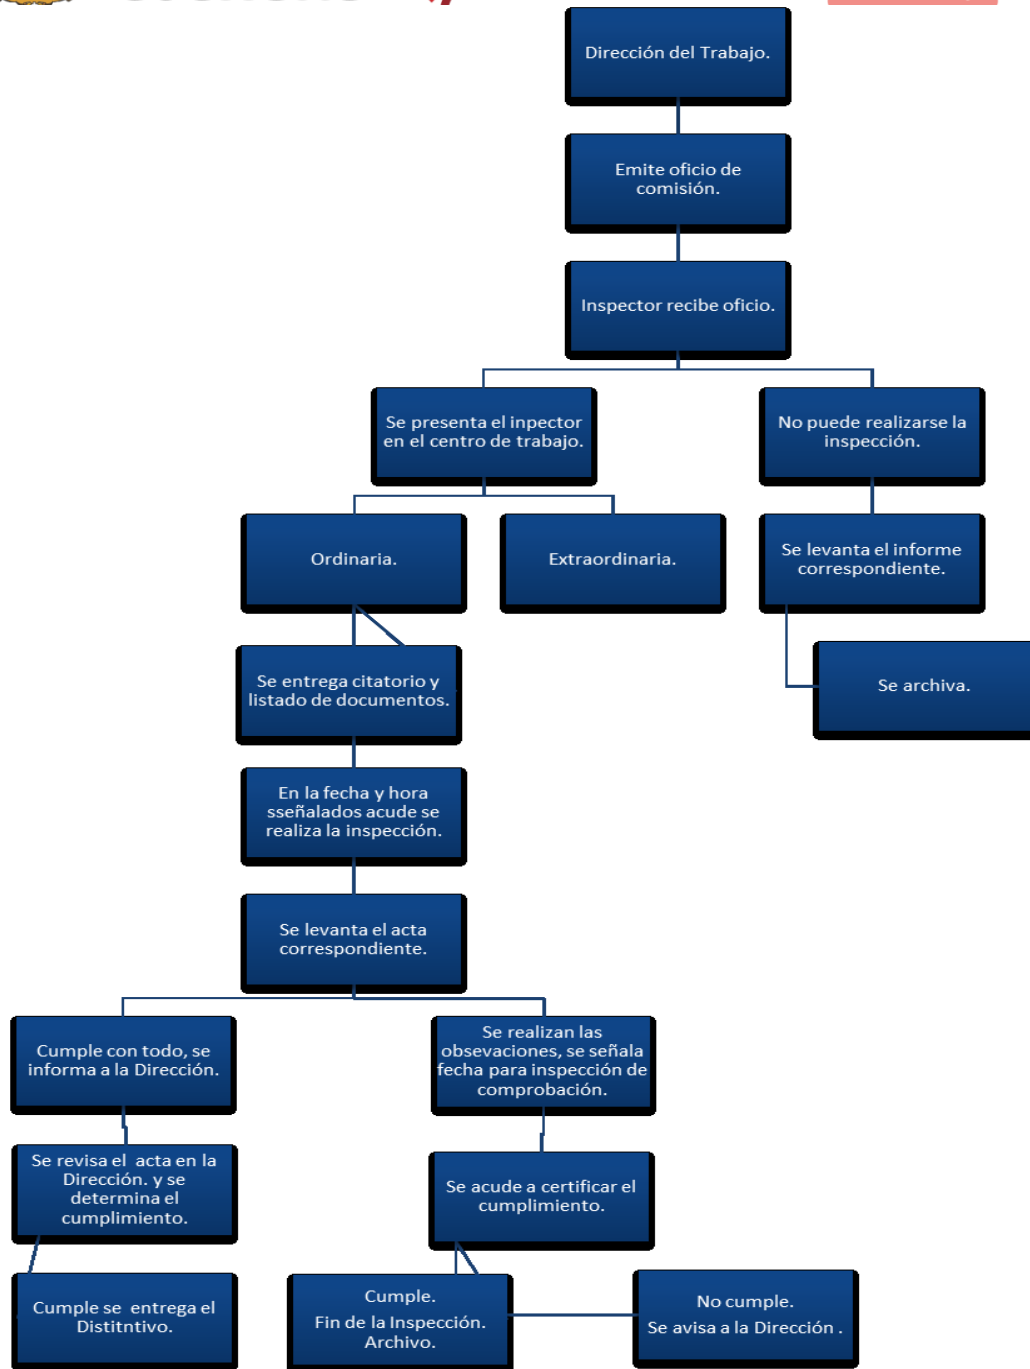 Dirección del Trabajo.
Emite oficio de
comisión.
Inspector recibe oficio.
Se presenta el inpector
en el centro de trabajo.
No puede realizarse la
inspección.
Ordinaria.
Extraordinaria.
Se levanta el informe
correspondiente.
Se entrega citatorio y
listado de documentos.
Se archiva.
En la fecha y hora
sseñalados acude se
realiza la inspección.
Se levanta el acta
correspondiente.
Cumple con todo, se
informa a la Dirección.
Se realizan las
obsevaciones, se señala
fecha para inspección de
comprobación.
Se revisa el acta en la
Dirección. y se
determina el
cumplimiento.
Se acude a certificar el
cumplimiento.
Cumple se entrega el
Distitntivo.
Cumple.
Fin de la Inspección.
Archivo.
No cumple.
Se avisa a la Dirección .